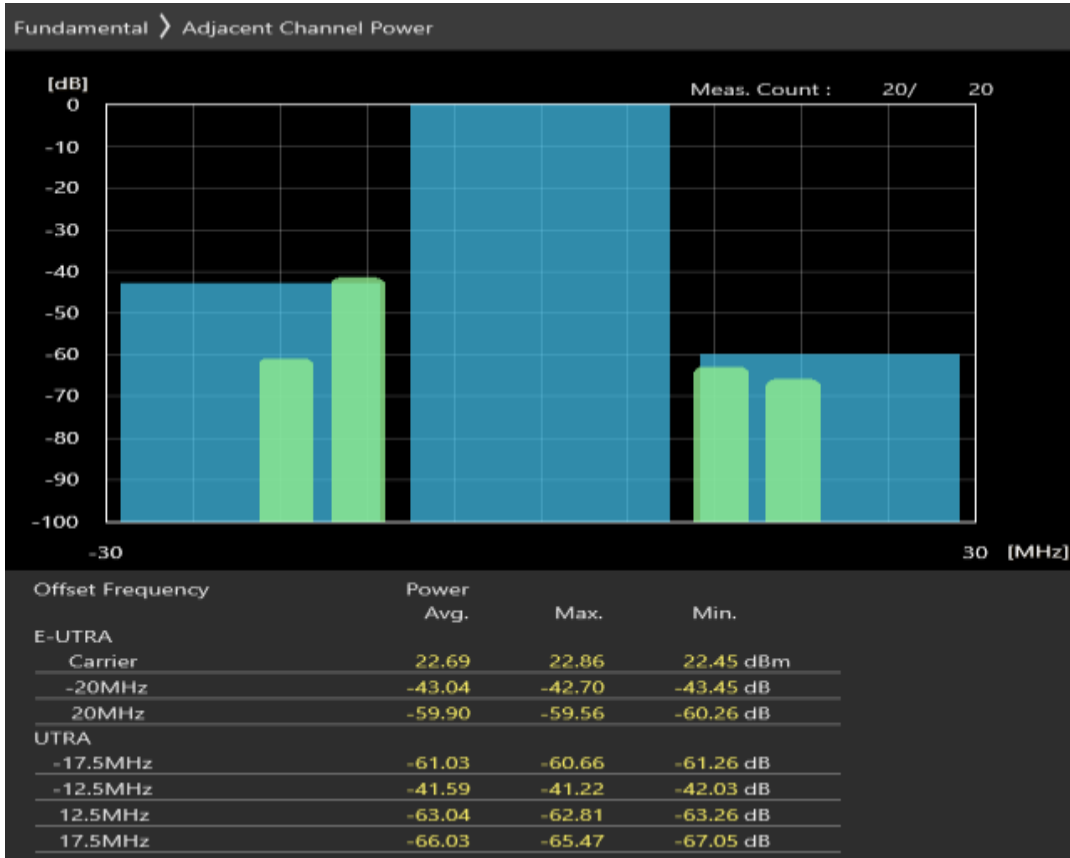 Fundamental 〉 Adjacent Channel Power
[dB]
Meas. Count : 20/ 20
0
-10
-20
-30
-40
-50
-60
-70
-80
-90
-100
-30 30 [MHz]
Offset Frequency Power
Avg. Max. Min.
E-UTRA
Carrier 22.69 22.86 22.45 dBm
-20MHz -43.04 -42.70 -43.45 dB
20MHz -59.90 -59.56 -60.26 dB
UTRA
-17.5MHz -61.03 -60.66 -61.26 dB
-12.5MHz -41.59 -41.22 -42.03 dB
12.5MHz -63.04 -62.81 -63.26 dB
17.5MHz -66.03 -65.47 -67.05 dB